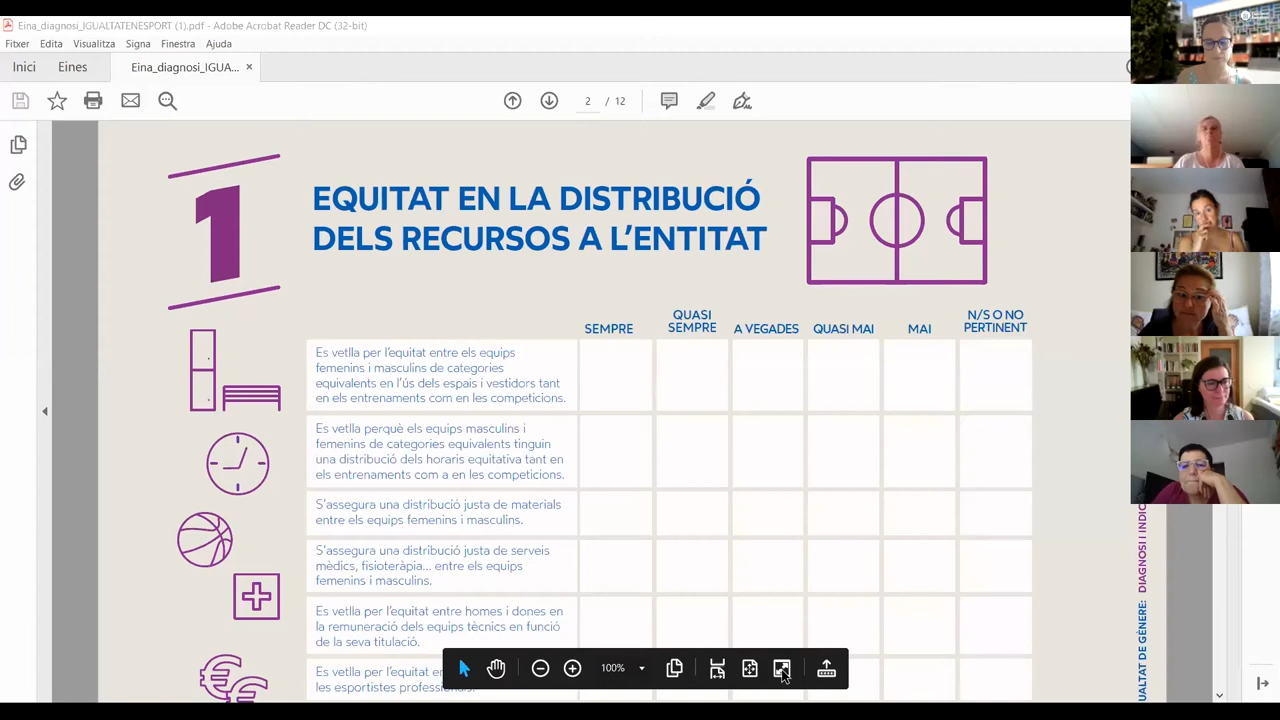 Eina_diagnosi_IGUALTATENESPORT (1).pdf - Adobe Acrobat Reader DC (32-bit)
Fitxer Edita Visualitza Signa Finestra Ajuda
Inici Eines Eina_diagnosi_IGUA... ×
2 / 12
1
EQUITAT EN LA DISTRIBUCIÓ
DELS RECURSOS A L'ENTITAT
SEMPRE
QUASI
SEMPRE
A VEGADES
QUASI MAI
MAI
N/S O NO
PERTINENT
Es vetlla per l'equitat entre els equips
femenins i masculins de categories
equivalents en l'ús dels espais i vestidors tant
en els entrenaments com en les competicions.
Es vetlla perquè els equips masculins i
femenins de categories equivalents tinguin
una distribució dels horaris equitativa tant en
els entrenaments com a en les competicions.
S'assegura una distribució justa de materials
entre els equips femenins i masculins.
S'assegura una distribució justa de serveis
mèdics, fisioteràpia... entre els equips
femenins i masculins.
Es vetlla per l'equitat entre homes i dones en
la remuneració dels equips tècnics en funció
de la seva titulació.
Es vetlla per l'equitat en
les esportistes professionals.
100%
UALTAT DE GÈNERE: DIAGNOSI I INDIC